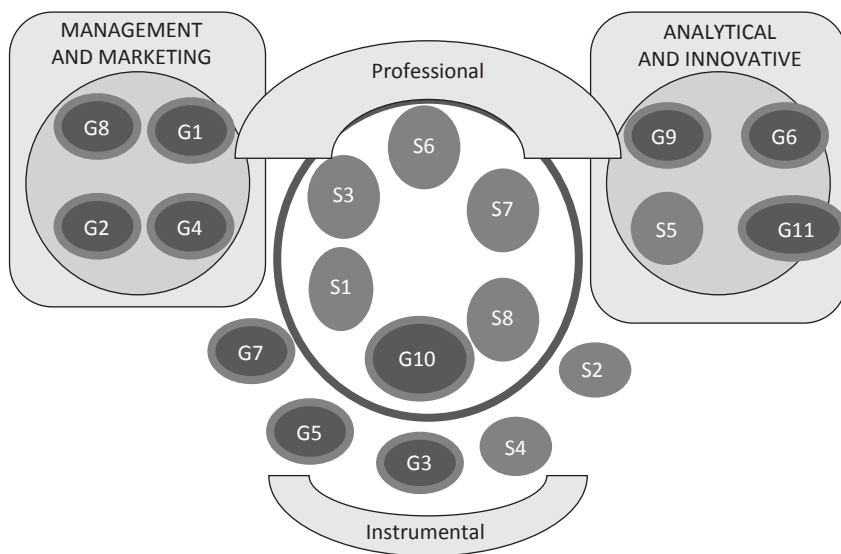 MANAGEMENT
AND MARKETING
G8
G1
G2
G4
Professional
S6
S3
S7
S1
S8
G10
ANALYTICAL
AND INNOVATIVE
G9
G6
S5
G11
G7
S2
G5
G3
S4
Instrumental